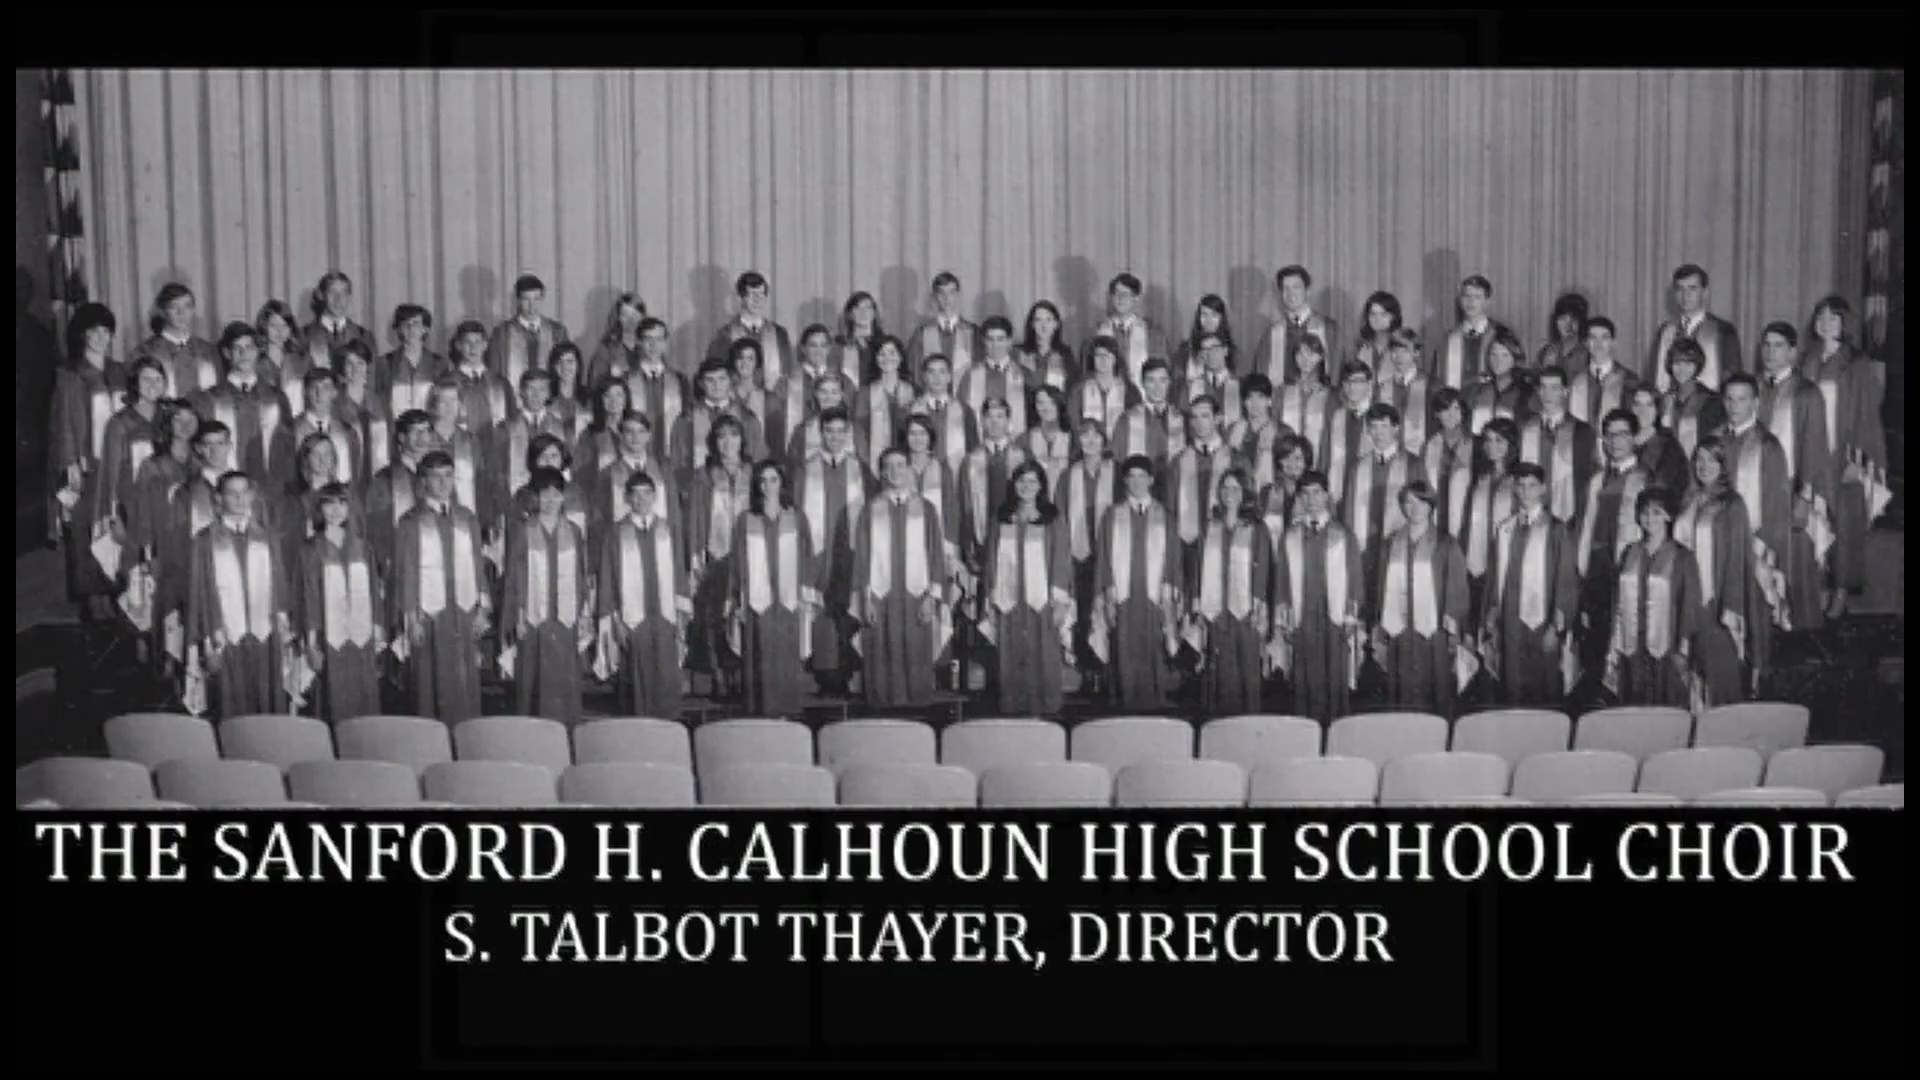 THE SANFORD H. CALHOUN HIGH SCHOOL CHOIR
S. TALBOT THAYER, DIRECTOR